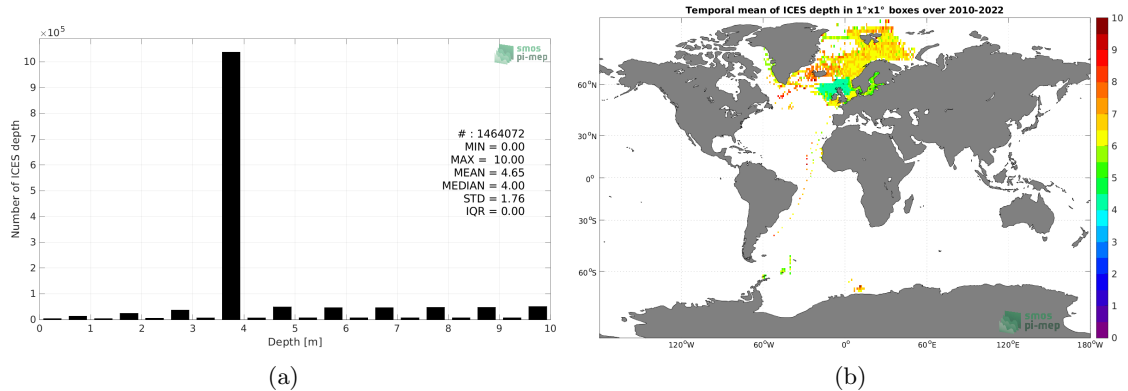 ×10⁵
10
9
8
7
6
5
4
3
2
1
0
Number of ICES depth
smos
pi-mep
# : 1464072
MIN = 0.00
MAX = 10.00
MEAN = 4.65
MEDIAN = 4.00
STD = 1.76
IQR = 0.00
0 1 2 3 4 5 6 7 8 9 10
Depth [m]
(a)
Temporal mean of ICES depth in 1°x1° boxes over 2010-2022
60°N
30°N
0°
30°S
60°S
120°W 60°W 0° 60°E 120°E 180°W
smos
pi-mep
10
9
8
7
6
5
4
3
2
1
0
(b)